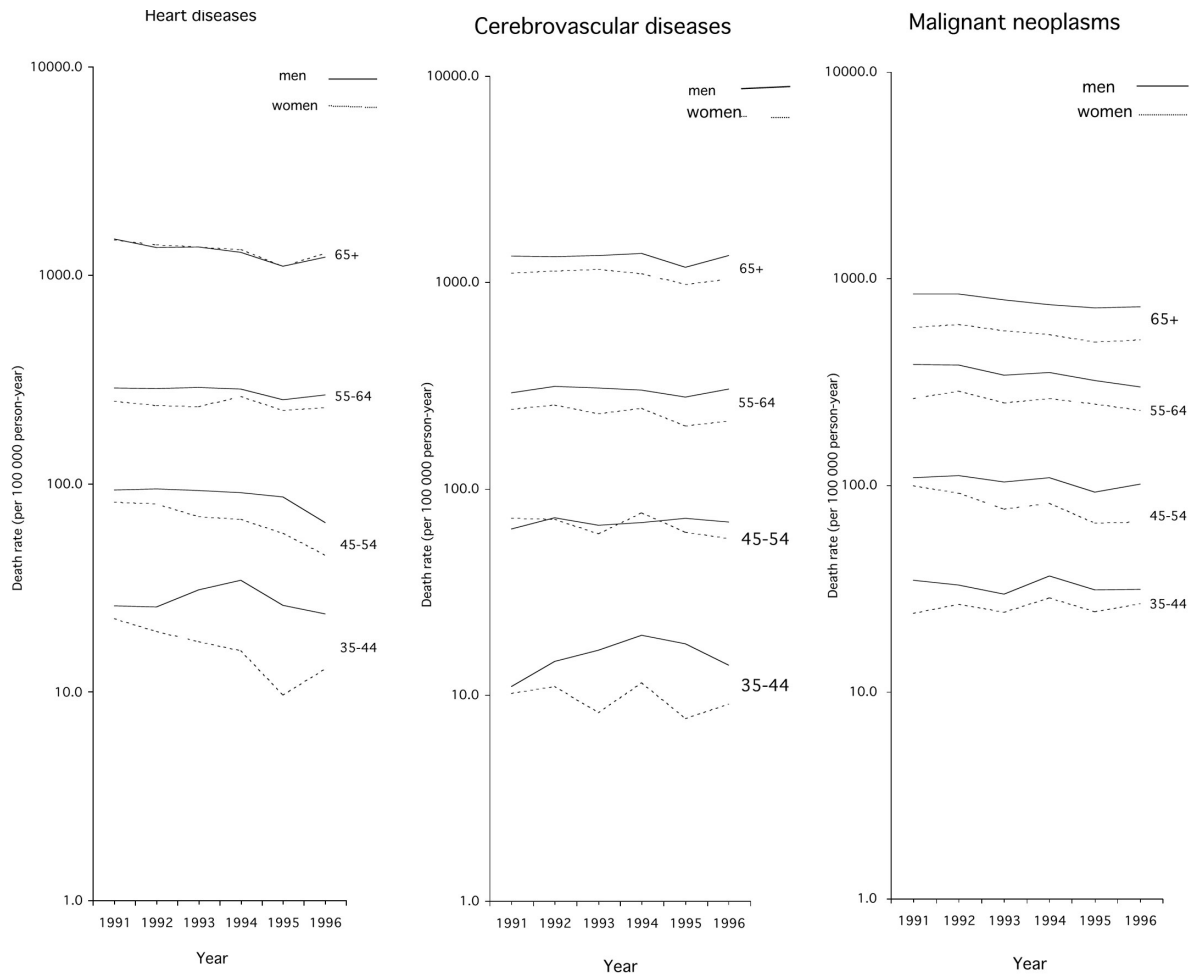 Heart diseases
10000.0
men
women
65+
1000.0
55-64
100.0
45-54
35-44
10.0
1.0
1991 1992 1993 1994 1995 1996
Year
Death rate (per 100 000 person-year)
Cerebrovascular diseases
10000.0
men
women
65+
1000.0
55-64
100.0
45-54
35-44
10.0
1.0
1991 1992 1993 1994 1995 1996
Year
Death rate (per 100 000 person-year)
Malignant neoplasms
10000.0
men
women
1000.0
65+
55-64
100.0
45-54
35-44
10.0
1.0
1991 1992 1993 1994 1995 1996
Year
Death rate (per 100 000 person-year)